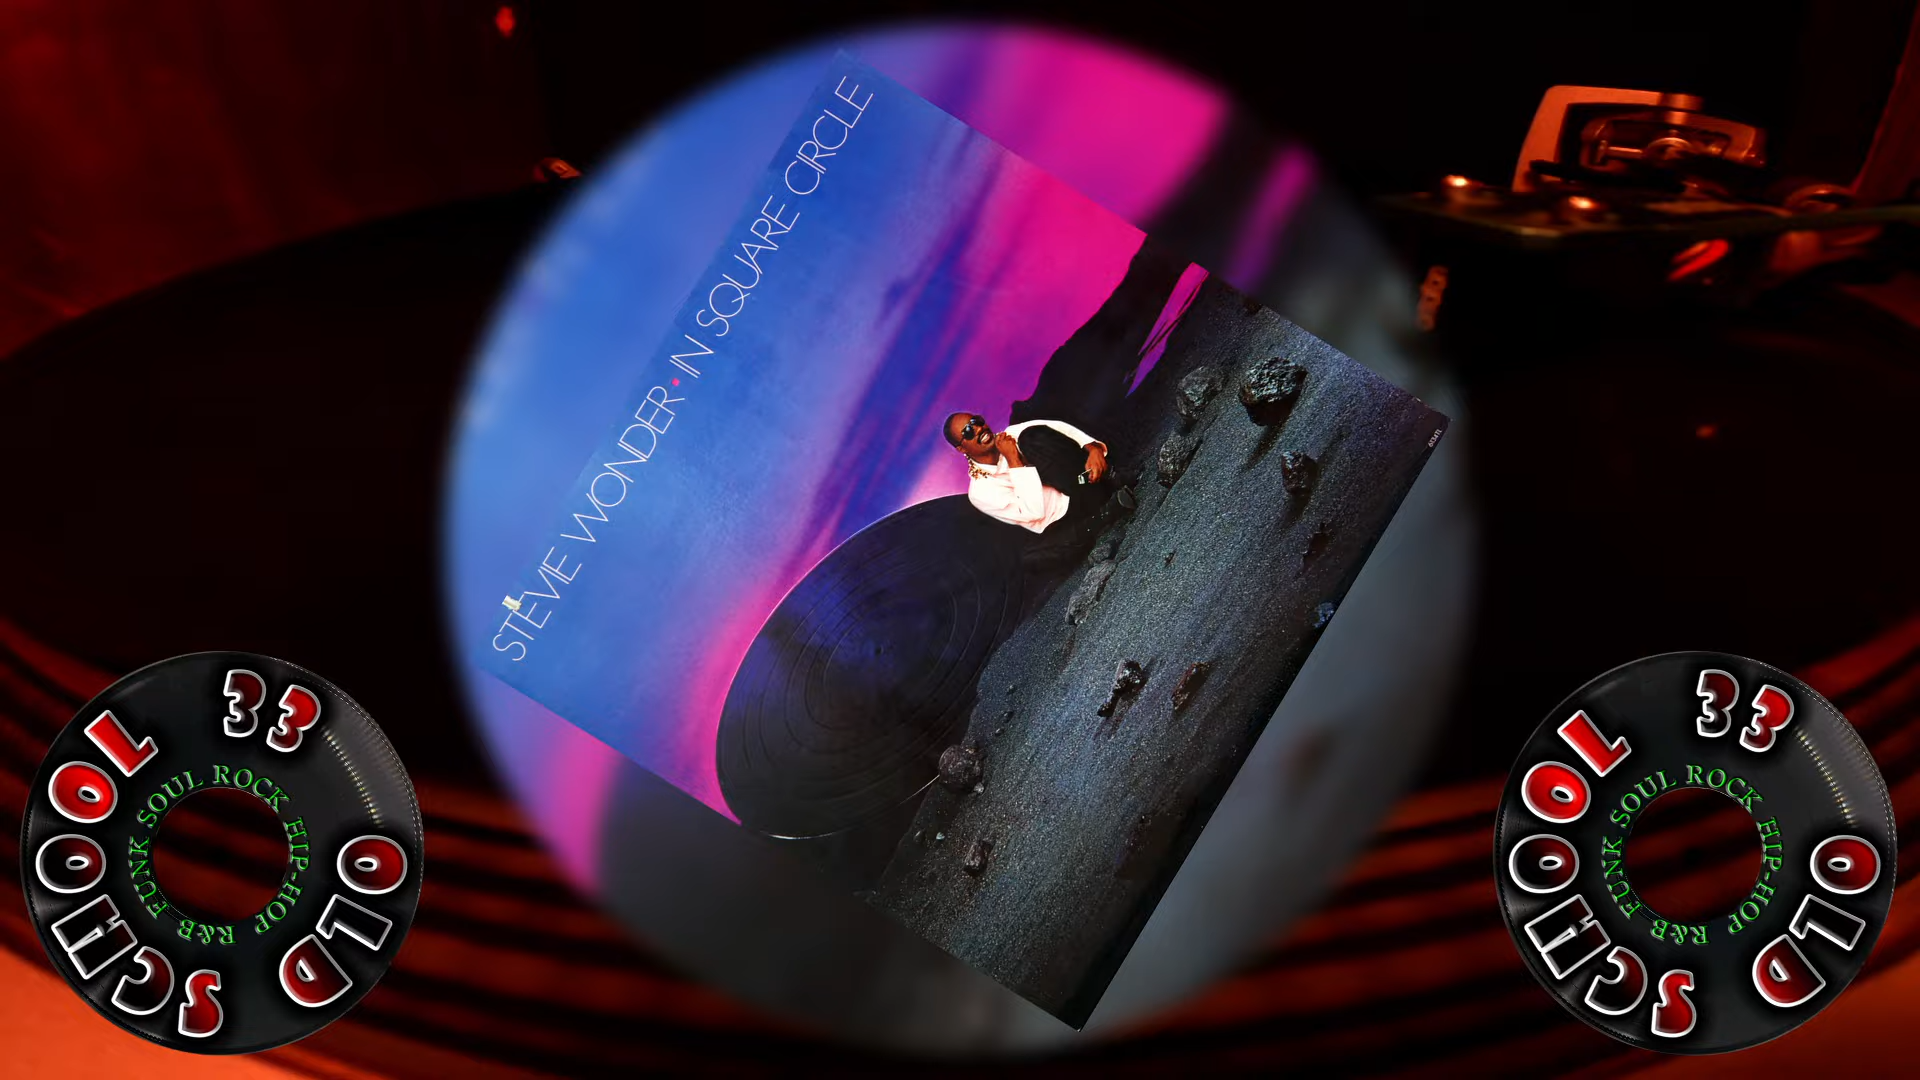 STEVIE WONDER • IN SQUARE CIRCLE
33 OLD SCHOOL
FUNK SOUL ROCK HIP-HOP R&B
33 OLD SCHOOL
FUNK SOUL ROCK HIP-HOP R&B